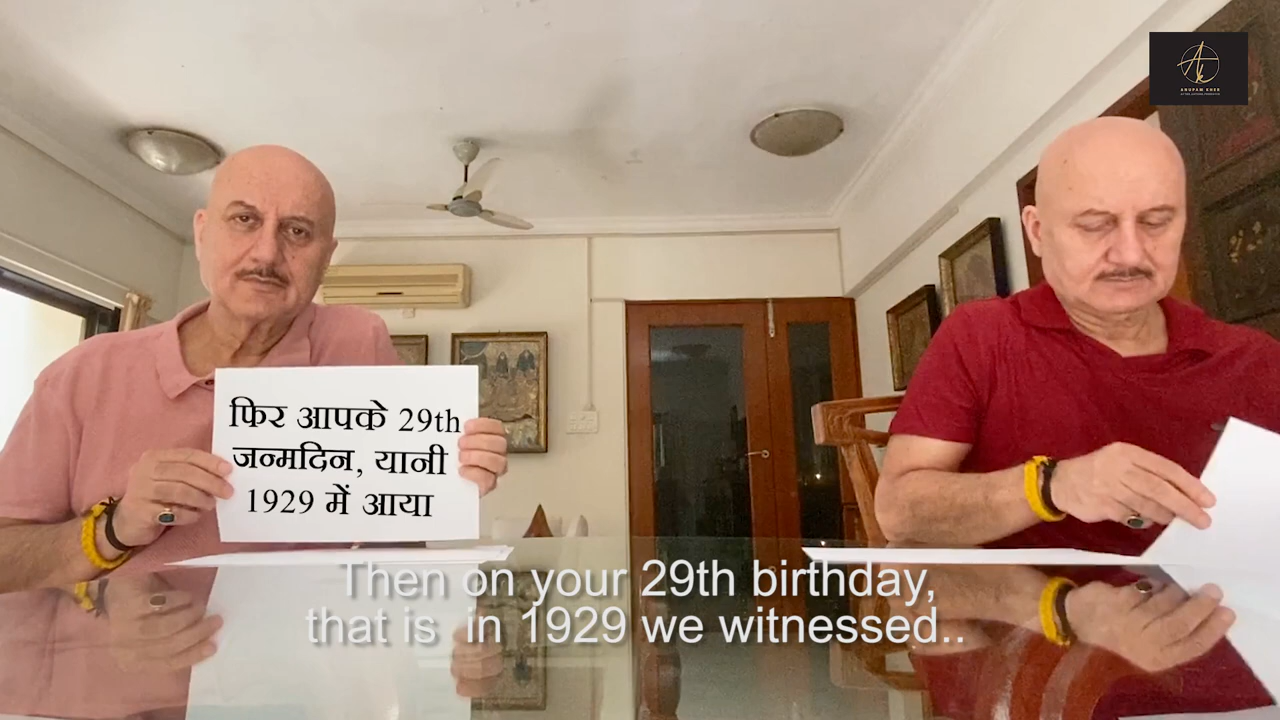 ANUPAM KHER
फिर आपके 29th
जन्मदिन, यानी
1929 में आया
Then on your 29th birthday,
that is  in 1929 we witnessed..